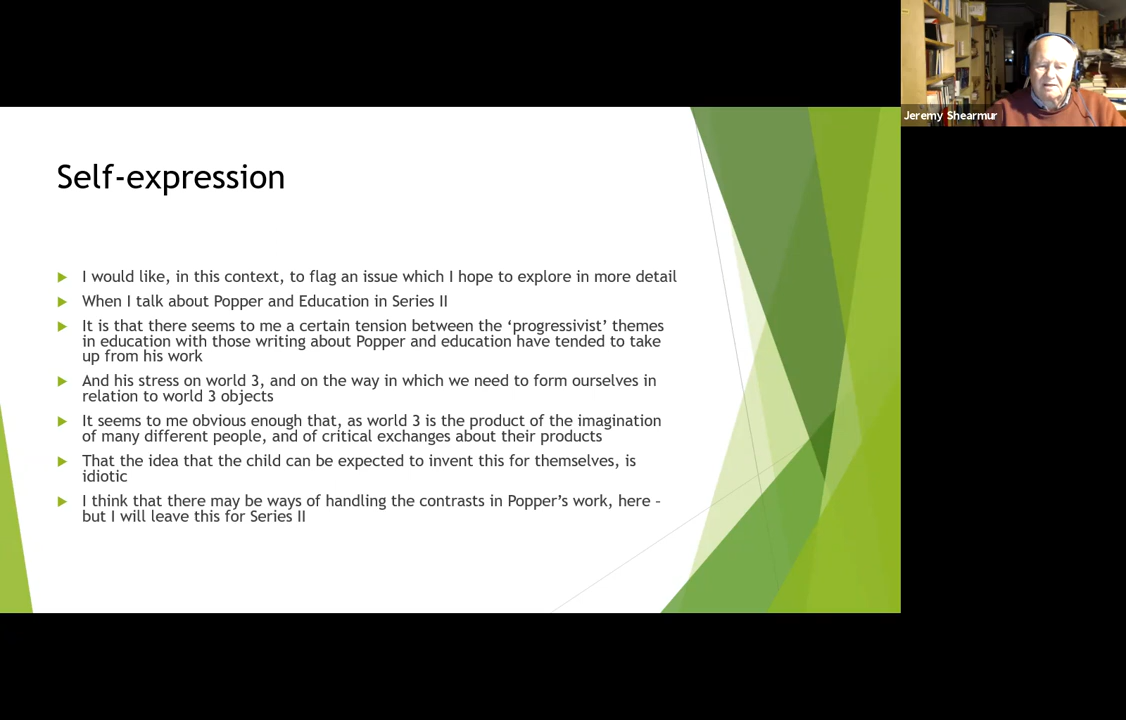 Jeremy Shearmur
Self-expression
I would like, in this context, to flag an issue which I hope to explore in more detail
When I talk about Popper and Education in Series II
It is that there seems to me a certain tension between the ‘progressivist’ themes
in education with those writing about Popper and education have tended to take
up from his work
And his stress on world 3, and on the way in which we need to form ourselves in
relation to world 3 objects
It seems to me obvious enough that, as world 3 is the product of the imagination
of many different people, and of critical exchanges about their products
That the idea that the child can be expected to invent this for themselves, is
idiotic
I think that there may be ways of handling the contrasts in Popper’s work, here –
but I will leave this for Series II